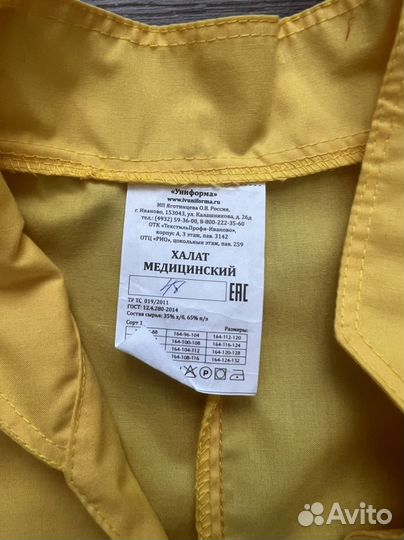 «Униформа»
www.ivuniforma.ru
ИП Яготинцева О.В. Россия,
г. Иваново, 153043, ул. Калашникова, д. 26д
тел.: (4932) 59-36-00, 8-800-222-35-60
ОТК «ТекстильПрофи-Иваново»,
корпус А, 3 этаж, пав. 3142
ОТЦ «РИО», цокольный этаж, пав. 259
ХАЛАТ
МЕДИЦИНСКИЙ
48
ЕАС
ТР ТС 019/2011
ГОСТ: 12.4.280-2014
Состав сырья: 35% х/б, 65% п/э
Сорт 1 Размеры:
-88 164-96-104 164-112-120
164-100-108 164-116-124
164-104-112 164-120-128
164-108-116 164-124-132
P
Avito